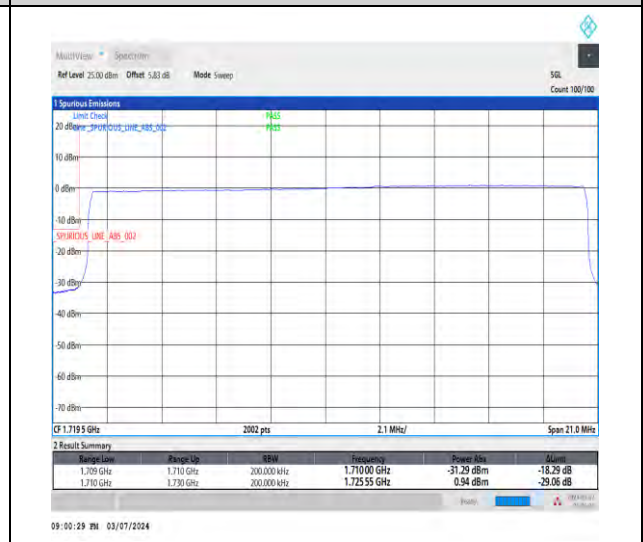 MultiView Spectrum
Ref Level 25.00 dBm Offset 5.83 dB Mode Sweep SGL
Count 100/100
1 Spurious Emissions
Limit Check PASS
20 dBm Line _SPURIOUS_LINE_ABS_002 PASS
10 dBm
0 dBm
-10 dBm
SPURIOUS_LINE_ABS_002
-20 dBm
-30 dBm
-40 dBm
-50 dBm
-60 dBm
-70 dBm
CF 1.7195 GHz 2002 pts 2.1 MHz/ Span 21.0 MHz
2 Result Summary
Range Low Range Up RBW Frequency Power Abs ΔLimit
1.709 GHz 1.710 GHz 200.000 kHz 1.71000 GHz -31.29 dBm -18.29 dB
1.710 GHz 1.730 GHz 200.000 kHz 1.72555 GHz 0.94 dBm -29.06 dB
09:00:29 PM 03/07/2024